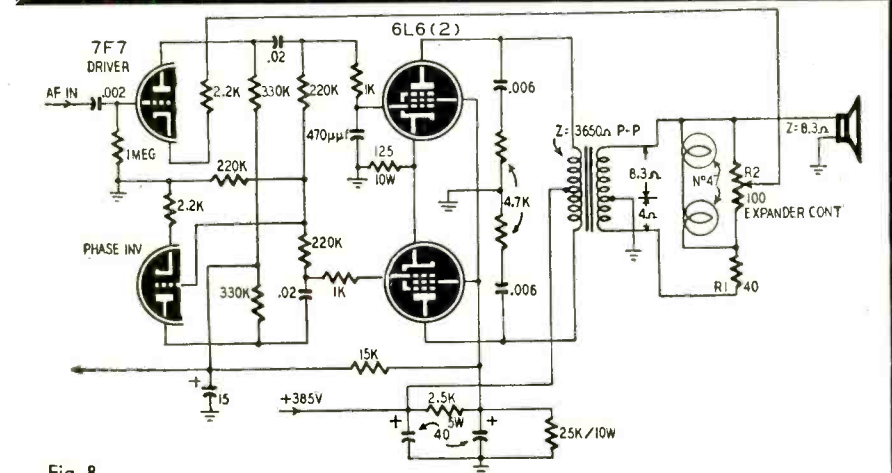 6L6(2)
7F7
DRIVER
.02
AF IN
.002
2.2K
330K
220K
1K
.006
Z= 3650Ω P-P
Z= 8.3Ω
470μμf
1MEG
125
10W
8.3Ω
Nº4
R2
100
EXPANDER CONT
220K
4.7K
4Ω
2.2K
PHASE INV
220K
330K
.02
1K
.006
R1
40
15K
+
15
+385V
2.5K
5W
+
40
+
25K/10W
Fig. 8